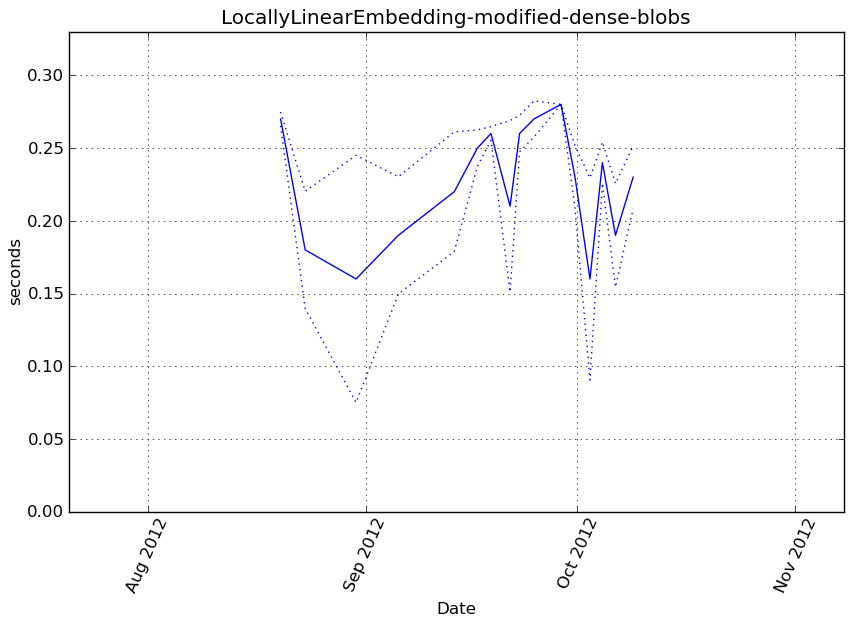 LocallyLinearEmbedding-modified-dense-blobs
0.30
0.25
0.20
0.15
0.10
0.05
0.00
seconds
Aug 2012
Sep 2012
Oct 2012
Nov 2012
Date